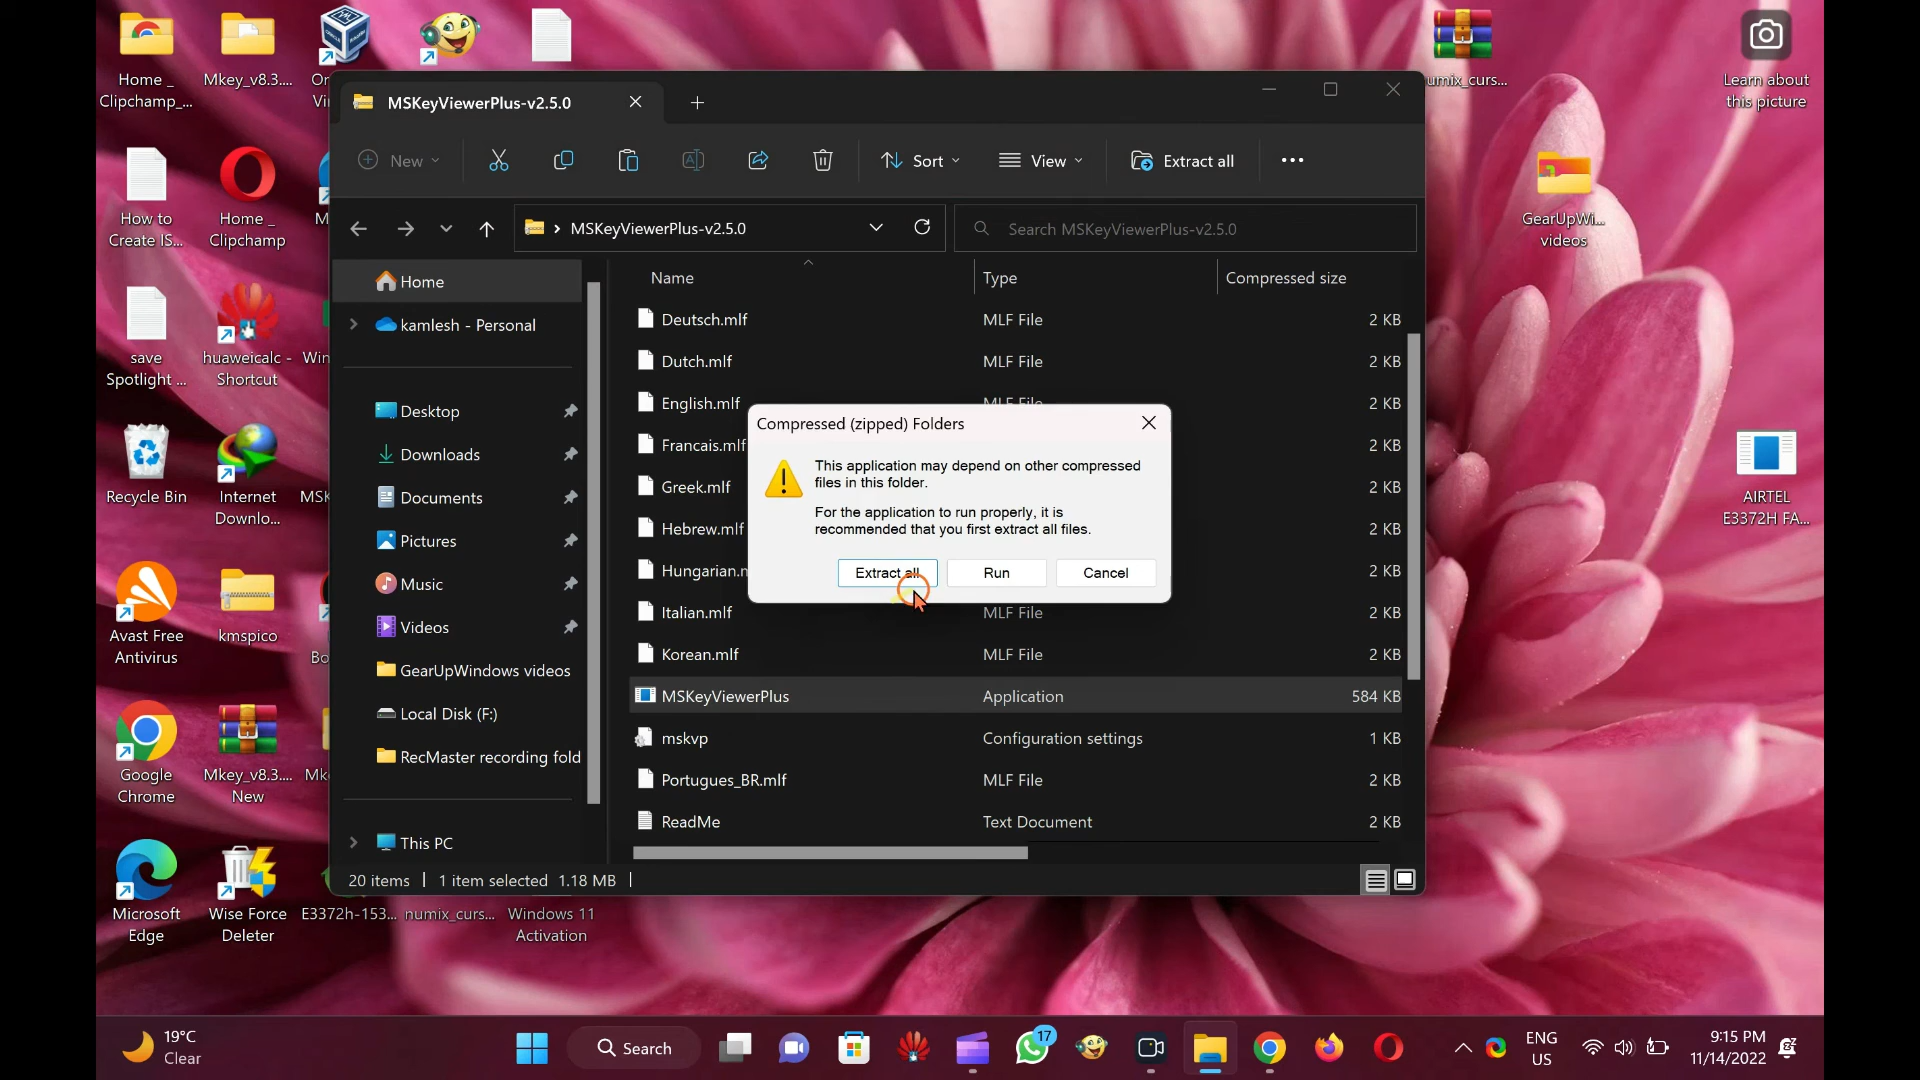 Home _
Clipchamp_...
Mkey_v8.3....
umix_curs...
Learn about
this picture
MSKeyViewerPlus-v2.5.0
New
Sort
View
Extract all
MSKeyViewerPlus-v2.5.0
Search MSKeyViewerPlus-v2.5.0
How to
Create IS...
Home _
Clipchamp
GearUpWi...
videos
Home
kamlesh - Personal
Desktop
Downloads
Documents
Pictures
Music
Videos
GearUpWindows videos
Local Disk (F:)
RecMaster recording fold
This PC
Name
Type
Compressed size
Deutsch.mlf
MLF File
2 KB
Dutch.mlf
MLF File
2 KB
English.mlf
MLF File
2 KB
Francais.mlf
2 KB
Greek.mlf
2 KB
Hebrew.mlf
2 KB
Hungarian.m
2 KB
Italian.mlf
MLF File
2 KB
Korean.mlf
MLF File
2 KB
MSKeyViewerPlus
Application
584 KB
mskvp
Configuration settings
1 KB
Portugues_BR.mlf
MLF File
2 KB
ReadMe
Text Document
2 KB
Compressed (zipped) Folders
This application may depend on other compressed
files in this folder.
For the application to run properly, it is
recommended that you first extract all files.
Extract all
Run
Cancel
20 items
1 item selected 1.18 MB
save
Spotlight ...
huaweicalc -
Shortcut
Win
Recycle Bin
Internet
Downlo...
MSK
AIRTEL
E3372H FA...
Avast Free
Antivirus
kmspico
Bo
Google
Chrome
Mkey_v8.3....
New
Mk
Microsoft
Edge
Wise Force
Deleter
E3372h-153...
numix_curs...
Windows 11
Activation
19°C
Clear
Search
17
ENG
US
9:15 PM
11/14/2022